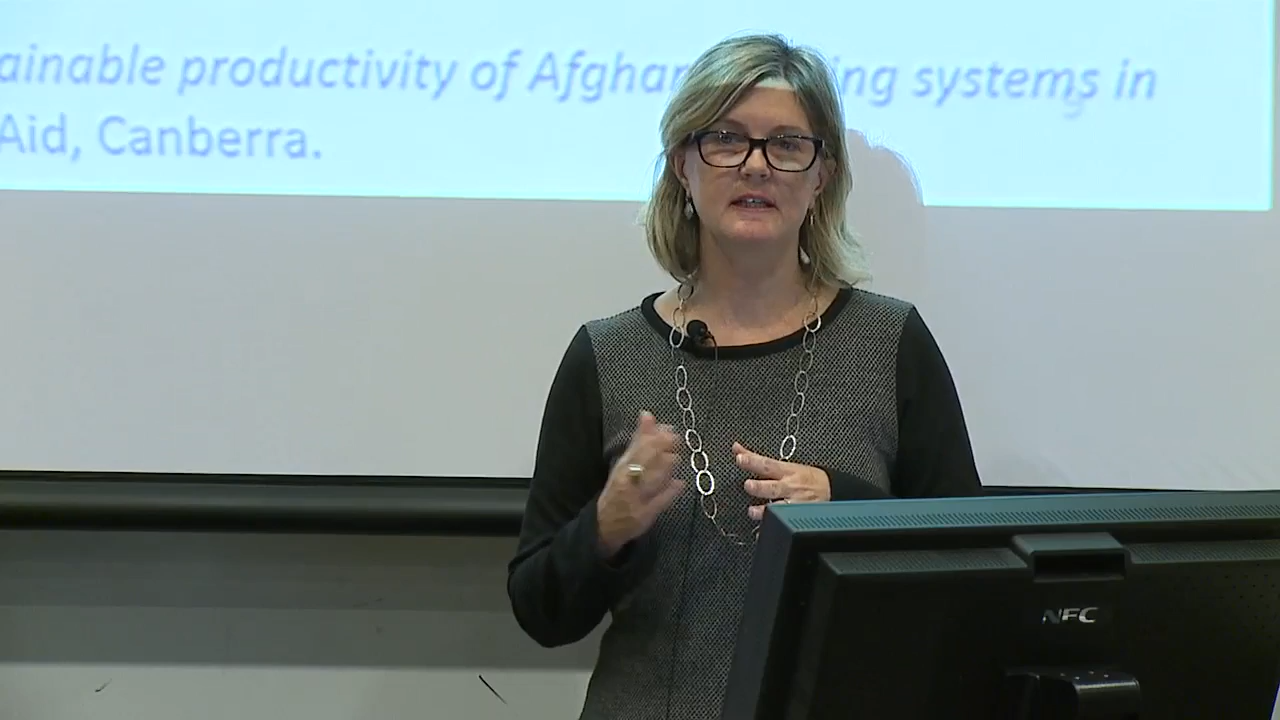 ainable productivity of Afghan ing systems in
Aid, Canberra.
NEC